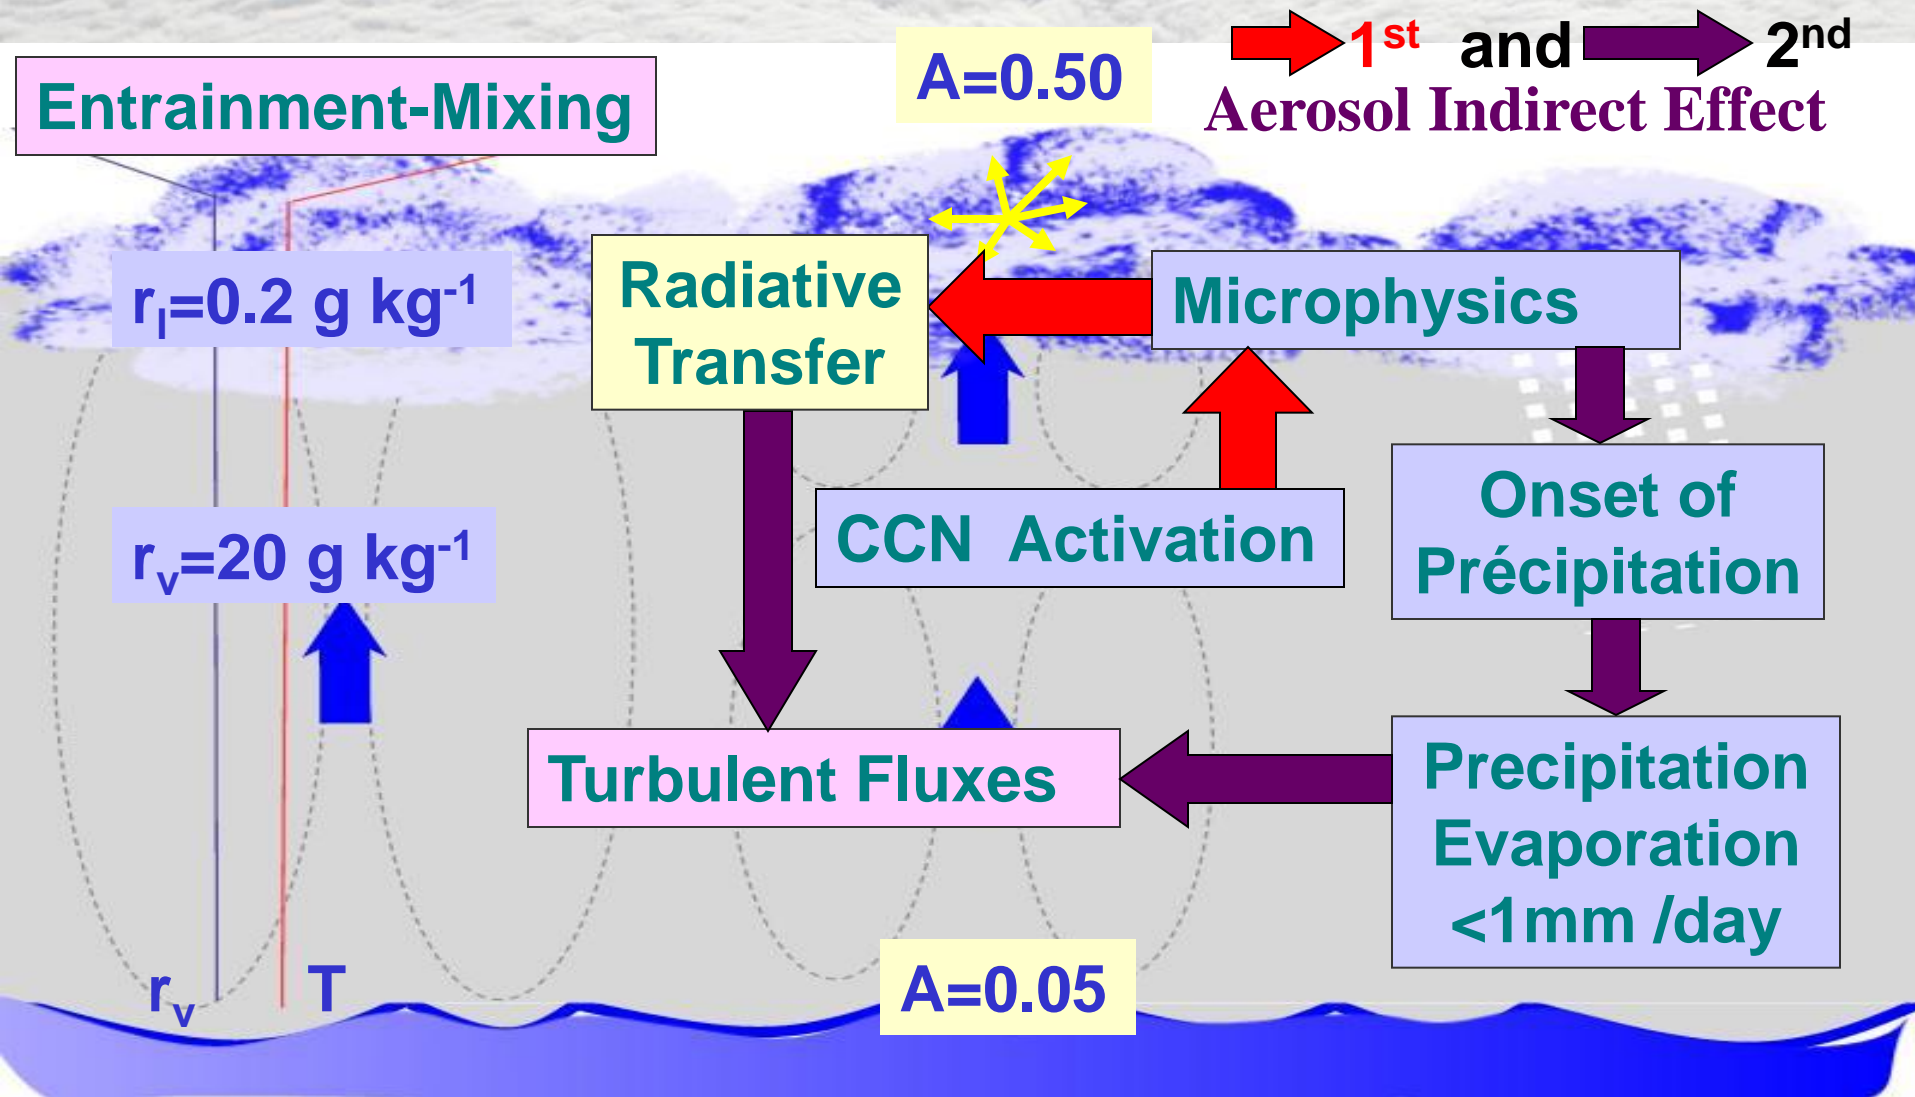 1st and 2nd
Aerosol Indirect Effect
A=0.50
Entrainment-Mixing
rl=0.2 g kg-1
Radiative
Transfer
Microphysics
rv=20 g kg-1
CCN Activation
Onset of
Précipitation
Turbulent Fluxes
Precipitation
Evaporation
<1mm /day
rv T
A=0.05